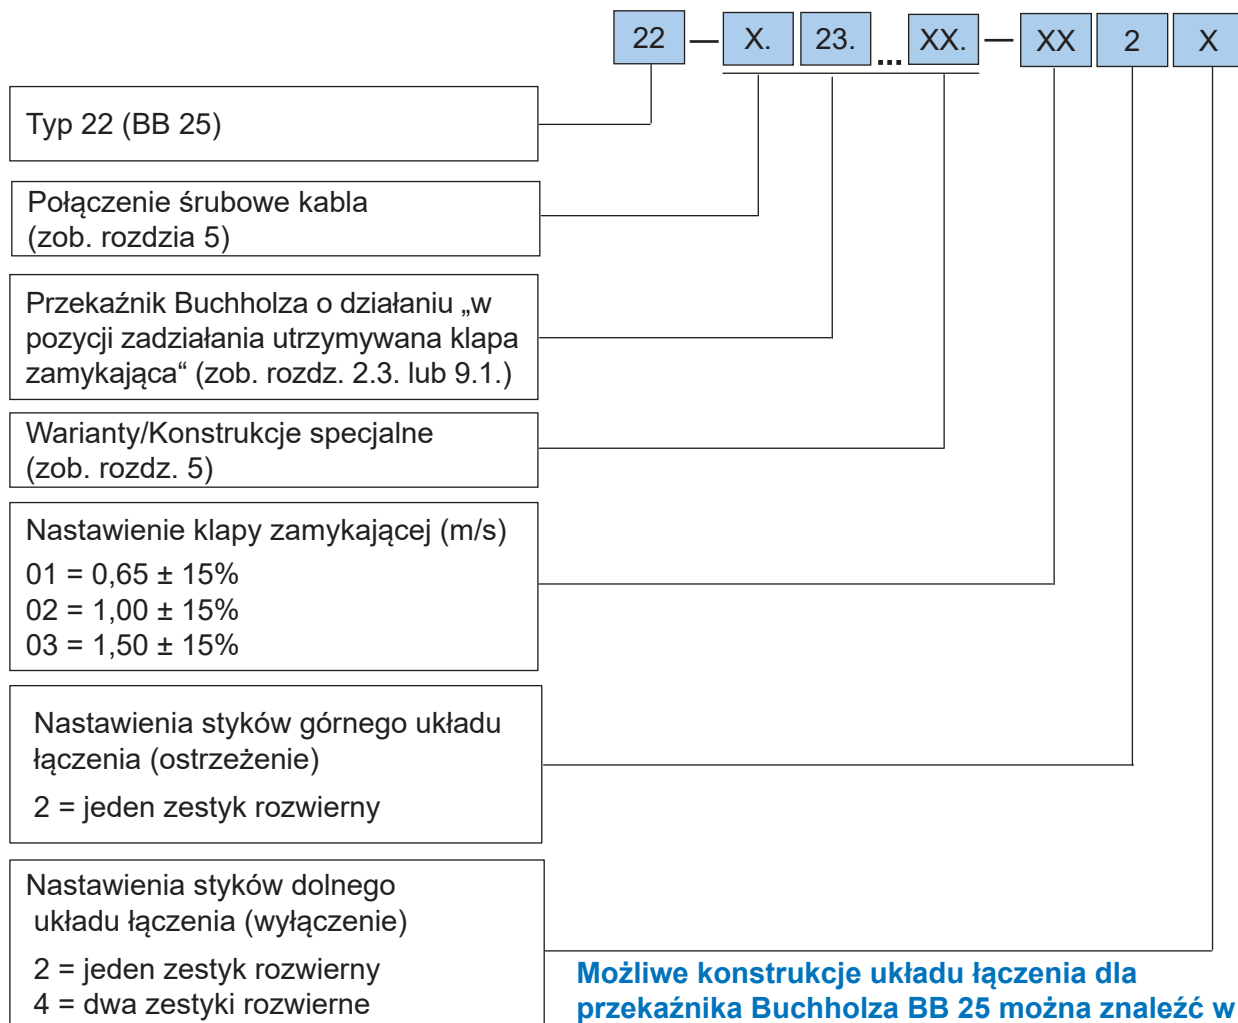 22 — X. 23. ... XX. — XX 2 X
Typ 22 (BB 25)
Połączenie śrubowe kabla
(zob. rozdzia 5)
Przekaźnik Buchholza o działaniu „w
pozycji zadziałania utrzymywana klapa
zamykająca“ (zob. rozdz. 2.3. lub 9.1.)
Warianty/Konstrukcje specjalne
(zob. rozdz. 5)
Nastawienie klapy zamykającej (m/s)
01 = 0,65 ± 15%
02 = 1,00 ± 15%
03 = 1,50 ± 15%
Nastawienia styków górnego układu
łączenia (ostrzeżenie)
2 = jeden zestyk rozwierny
Nastawienia styków dolnego
układu łączenia (wyłączenie)
2 = jeden zestyk rozwierny
4 = dwa zestyki rozwierne
Możliwe konstrukcje układu łączenia dla
przekaźnika Buchholza BB 25 można znaleźć w